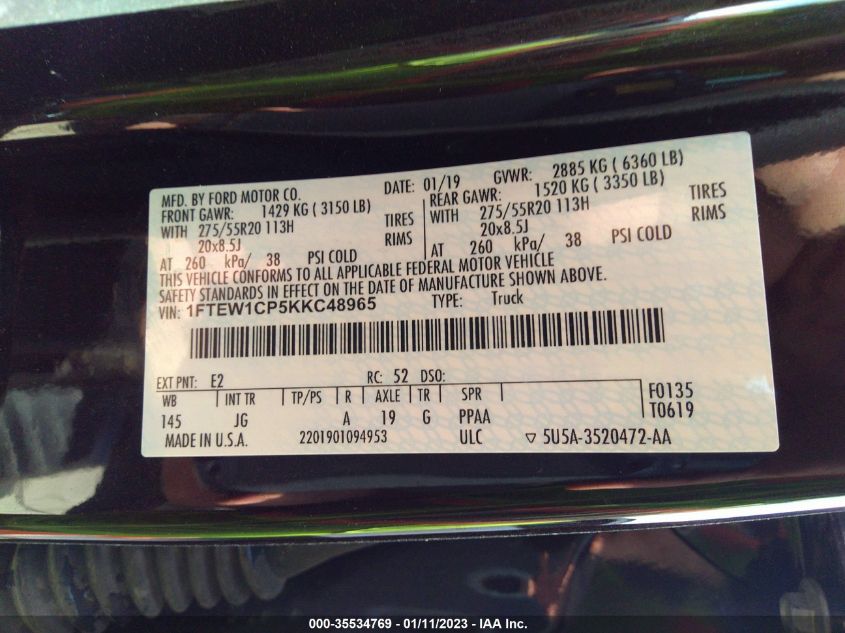 MFD. BY FORD MOTOR CO. DATE: 01/19 GVWR: 2885 KG ( 6360 LB)
FRONT GAWR: 1429 KG ( 3150 LB) REAR GAWR: 1520 KG ( 3350 LB)
WITH 275/55R20 113H TIRES WITH 275/55R20 113H TIRES
20x8.5J RIMS 20x8.5J RIMS
AT 260 kPa/ 38 PSI COLD AT 260 kPa/ 38 PSI COLD
THIS VEHICLE CONFORMS TO ALL APPLICABLE FEDERAL MOTOR VEHICLE
SAFETY STANDARDS IN EFFECT ON THE DATE OF MANUFACTURE SHOWN ABOVE.
VIN: 1FTEW1CP5KKC48965 TYPE: Truck
EXT PNT: E2 RC: 52 DSO:
WB INT TR TP/PS R AXLE TR SPR F0135
145 JG A 19 G PPAA T0619
MADE IN U.S.A. 2201901094953 ULC ▽ 5U5A-3520472-AA
000-35534769 - 01/11/2023 - IAA Inc.